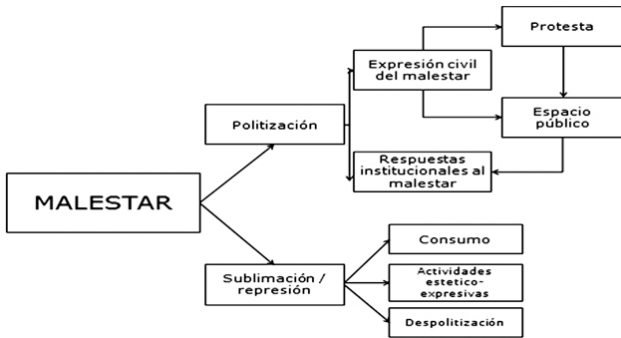 MALESTAR
Politización
Expresión civil
del malestar
Protesta
Espacio
público
Respuestas
institucionales al
malestar
Sublimación /
represión
Consumo
Actividades
estetico-
expresivas
Despolitización